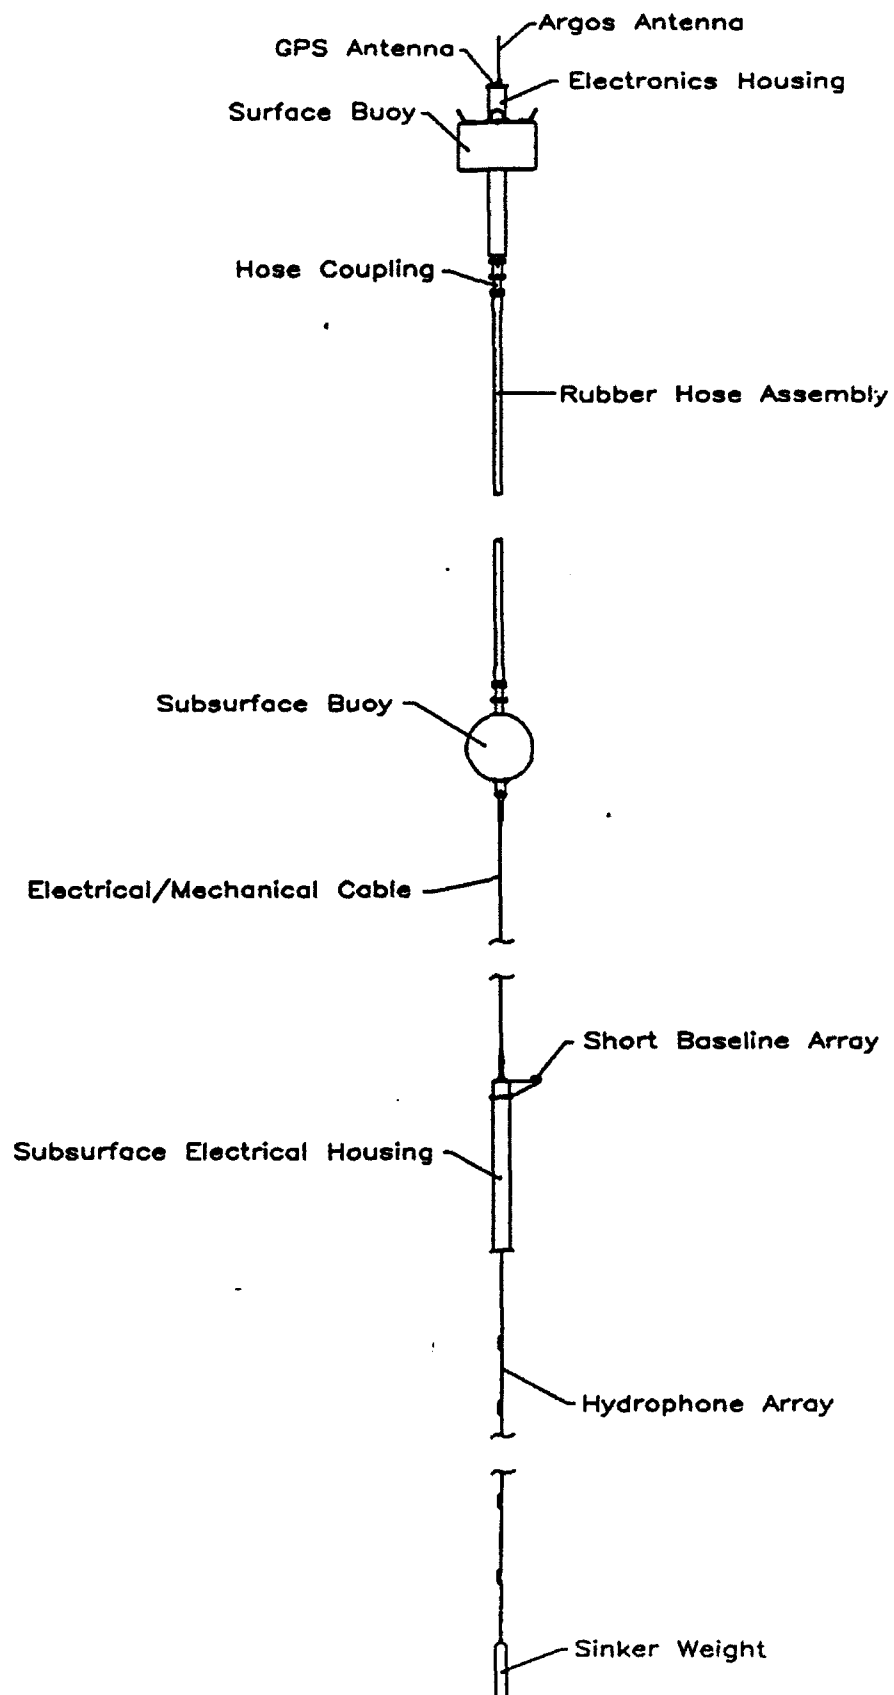 Argos Antenna
GPS Antenna
Electronics Housing
Surface Buoy
Hose Coupling
Rubber Hose Assembly
Subsurface Buoy
Electrical/Mechanical Cable
Short Baseline Array
Subsurface Electrical Housing
Hydrophone Array
Sinker Weight